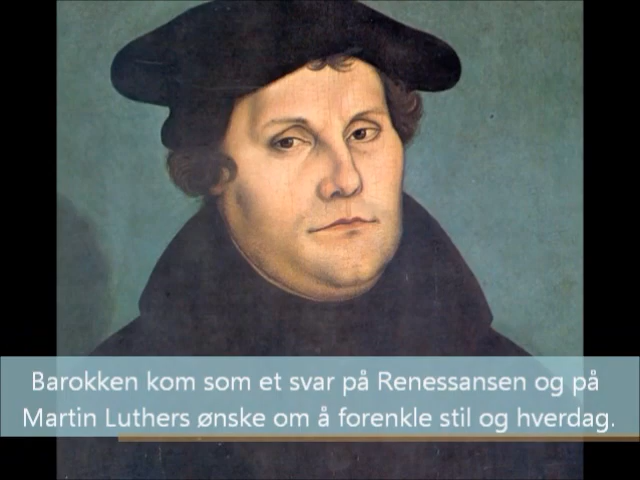 Barokken kom som et svar på Renessansen og på
Martin Luthers ønske om å forenkle stil og hverdag.